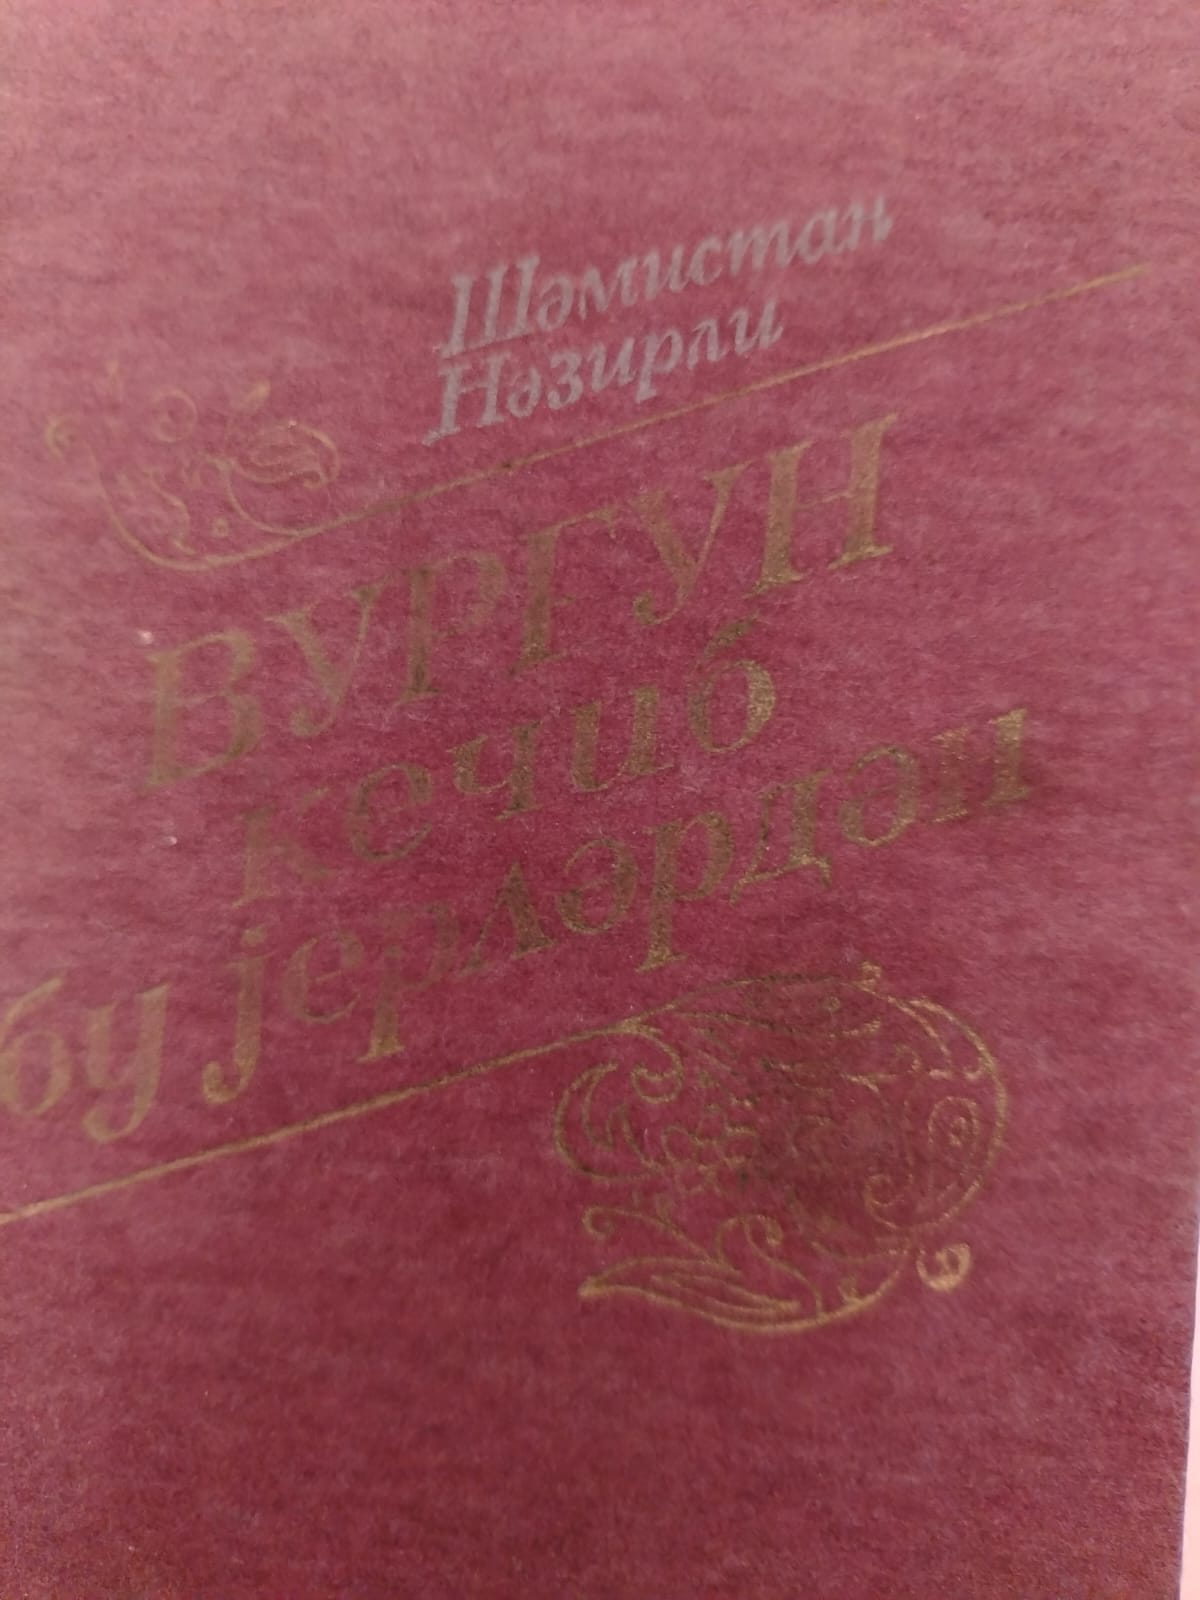 Шәмистан
Нәзирли
ВУРҒУН
кечиб
бу јерләрдән